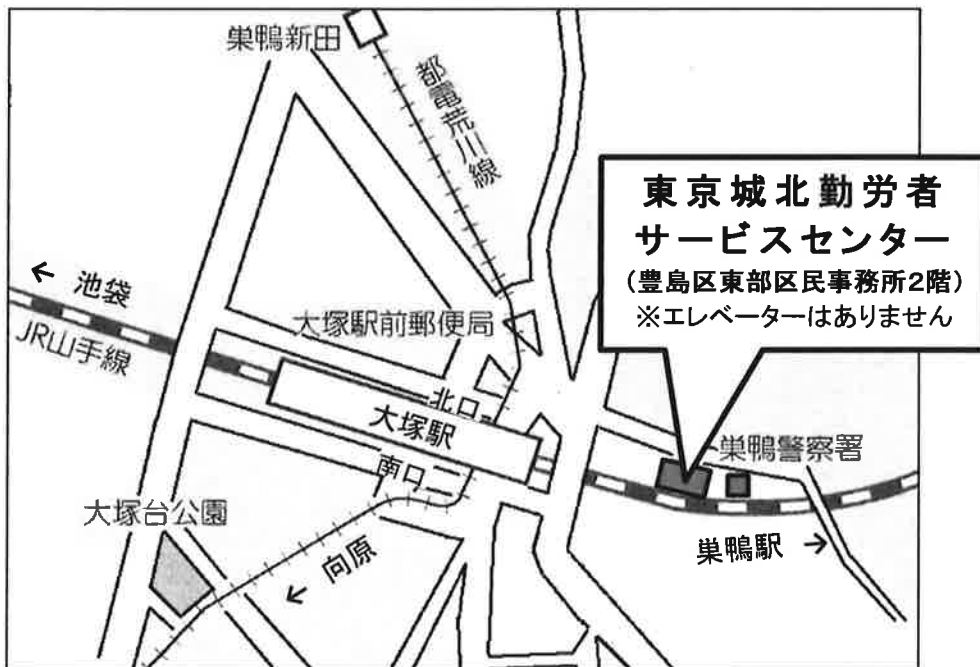 巣鴨新田
都電荒川線
東京城北勤労者
サービスセンター
(豊島区東部区民事務所2階)
※エレベーターはありません
← 池袋
JR山手線
大塚駅前郵便局
北口
大塚駅
南口
巣鴨警察署
大塚台公園
巣鴨駅 →
向原
←